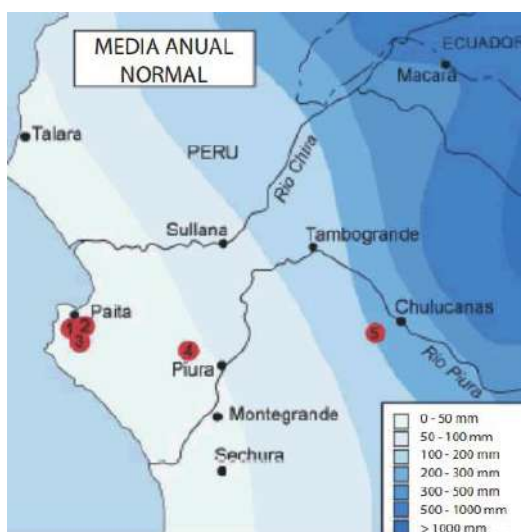 MEDIA ANUAL
NORMAL
ECUADOR
Macará
Talara
PERU
Rio Chira
Sullana
Tambogrande
Paita
1 2
3
Chulucanas
4
5
Piura
Rio Piura
Montegrande
Sechura
0 - 50 mm
50 - 100 mm
100 - 200 mm
200 - 300 mm
300 - 500 mm
500 - 1000 mm
> 1000 mm